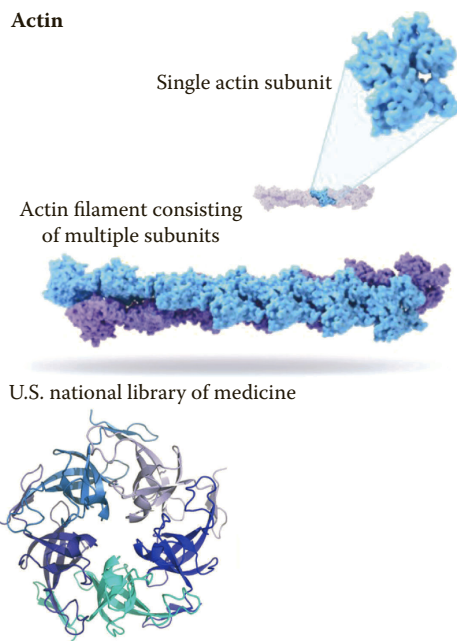 Actin
Single actin subunit
Actin filament consisting
of multiple subunits
U.S. national library of medicine